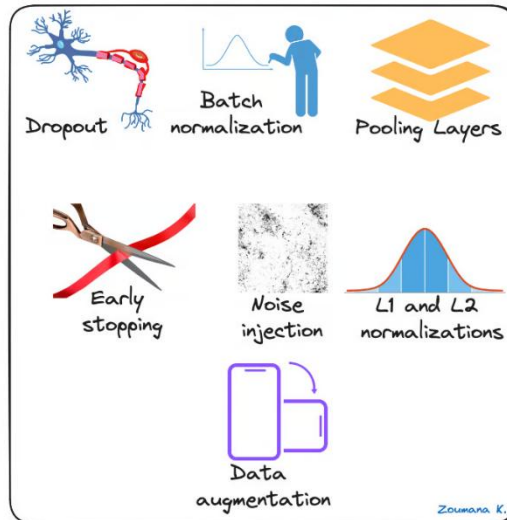 Dropout
Batch
normalization
Pooling Layers
Early
stopping
Noise
injection
L1 and L2
normalizations
Data
augmentation
Zoumana K.